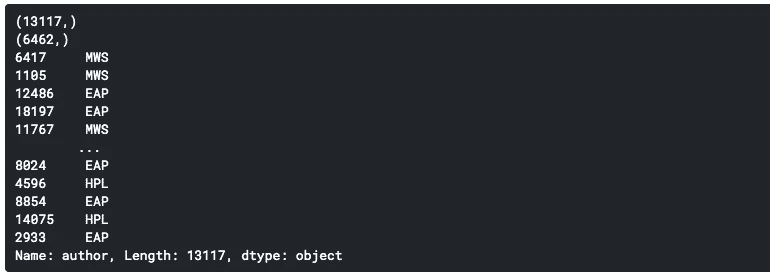 (13117,)
(6462,)
6417     MWS
1105     MWS
12486    EAP
18197    EAP
11767    MWS
        ...
8024     EAP
4596     HPL
8854     EAP
14075    HPL
2933     EAP
Name: author, Length: 13117, dtype: object